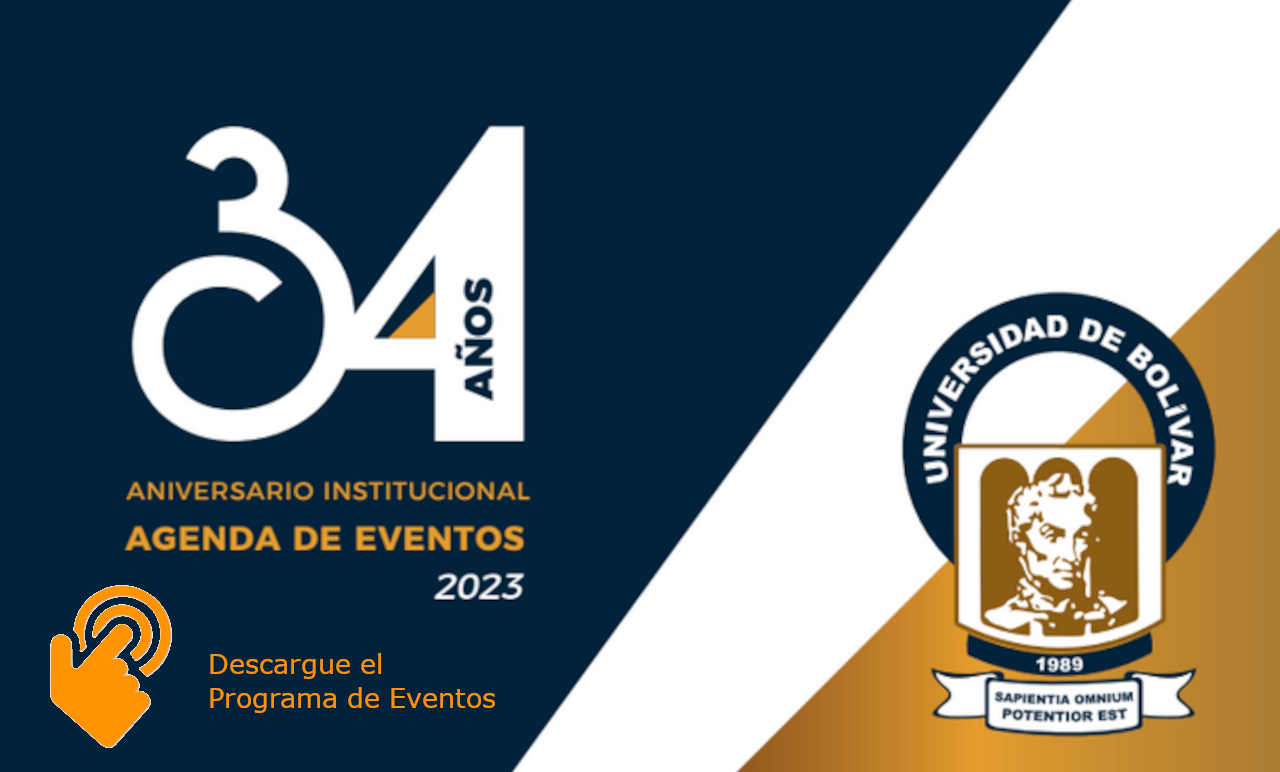 34
AÑOS
ANIVERSARIO INSTITUCIONAL
AGENDA DE EVENTOS
2023
Descargue el
Programa de Eventos
UNIVERSIDAD DE BOLÍVAR
1989
SAPIENTIA OMNIUM
POTENTIOR EST